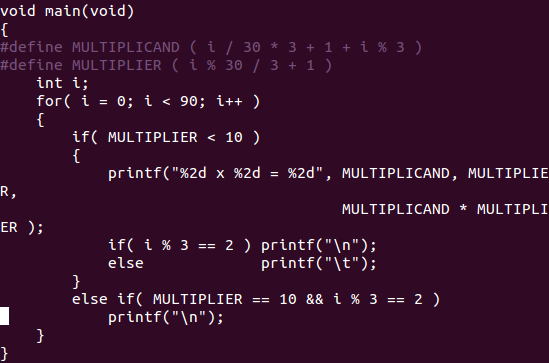 void main(void)
{
#define MULTIPLICAND ( i / 30 * 3 + 1 + i % 3 )
#define MULTIPLIER ( i % 30 / 3 + 1 )
    int i;
    for( i = 0; i < 90; i++ )
    {
        if( MULTIPLIER < 10 )
        {
            printf("%2d x %2d = %2d", MULTIPLICAND, MULTIPLIE
R,
                                      MULTIPLICAND * MULTIPLI
ER );
            if( i % 3 == 2 ) printf("\n");
            else             printf("\t");
        }
        else if( MULTIPLIER == 10 && i % 3 == 2 )
            printf("\n");
    }
}